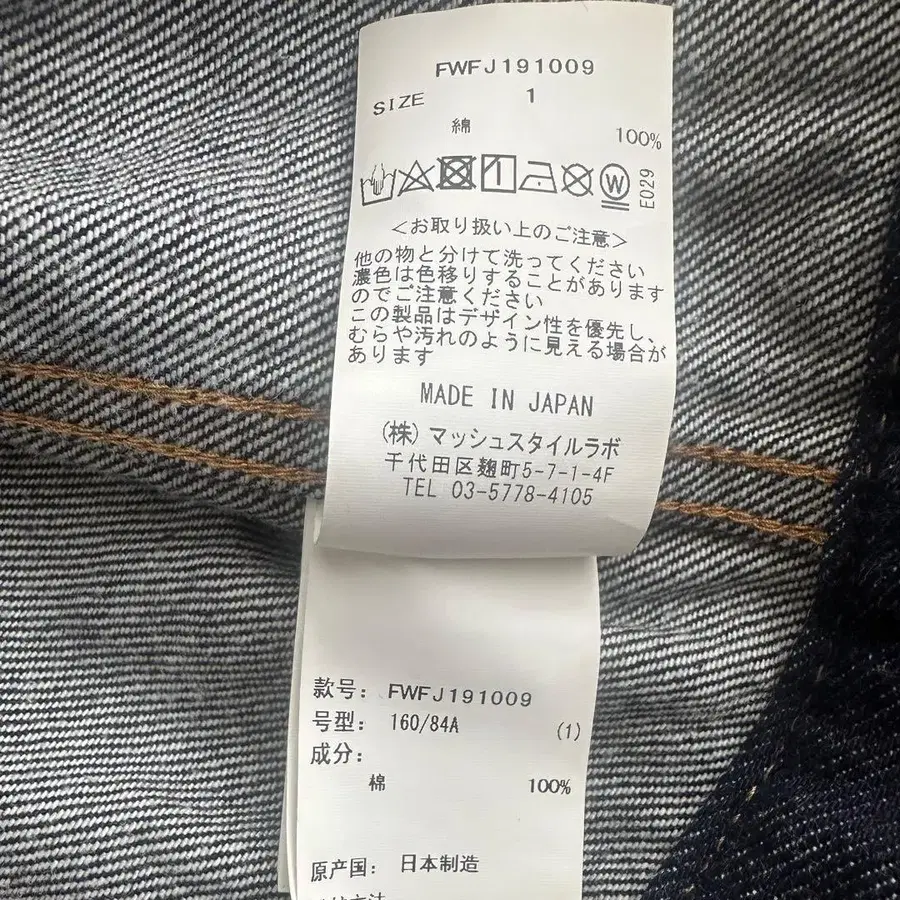 FWFJ191009
SIZE 1
綿 100%
W E029
＜お取り扱い上のご注意＞
他の物と分けて洗ってください
濃色は色移りすることがあります
のでご注意ください
この製品はデザイン性を優先し、
むらや汚れのように見える場合が
あります
MADE IN JAPAN
(株)マッシュスタイルラボ
千代田区麹町5-7-1-4F
TEL 03-5778-4105
款号: FWFJ191009
号型: 160/84A (1)
成分:
棉 100%
原产国: 日本制造